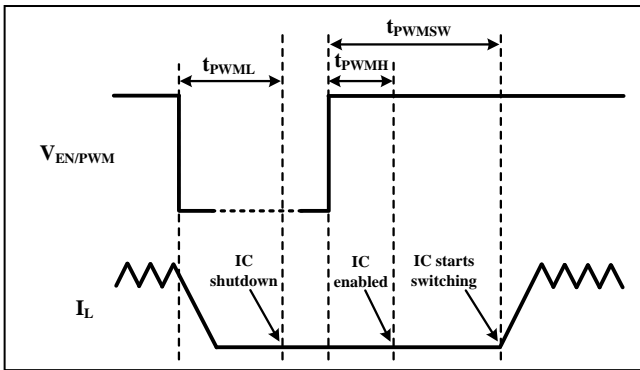 tPWMSW
tPWML
tPWMH
VEN/PWM
IC
shutdown
IC
enabled
IC starts
switching
IL